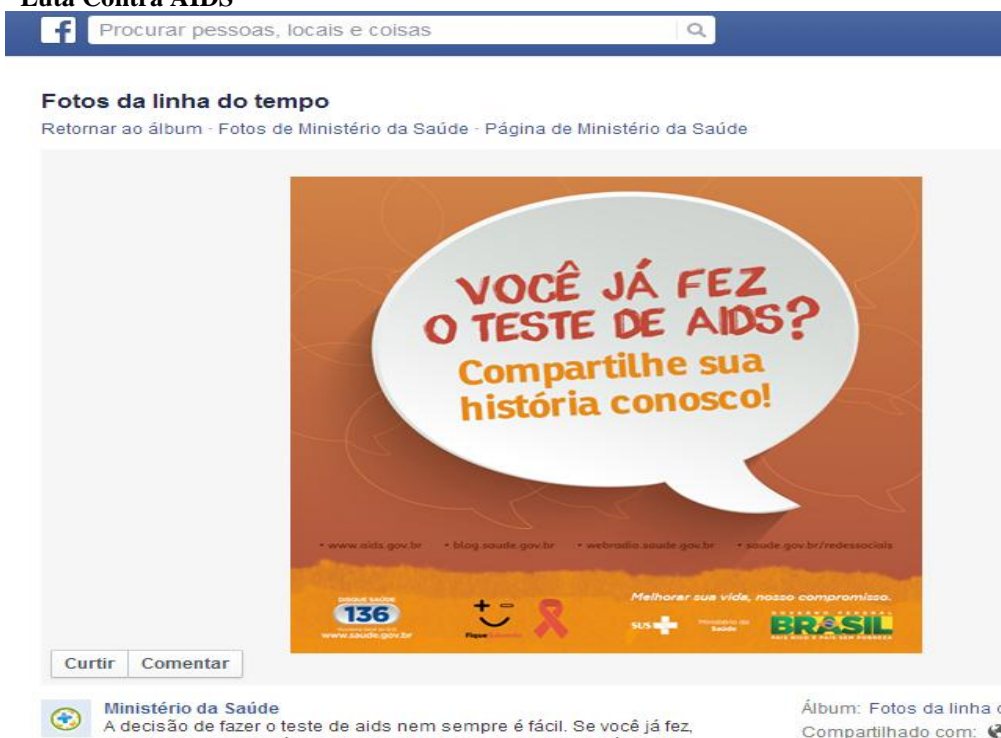 Luta Contra AIDS
Procurar pessoas, locais e coisas
Fotos da linha do tempo
Retornar ao álbum · Fotos de Ministério da Saúde · Página de Ministério da Saúde
VOCÊ JÁ FEZ
O TESTE DE AIDS?
Compartilhe sua
história conosco!
• www.aids.gov.br • blog.saude.gov.br • webradio.saude.gov.br • saude.gov.br/redessociais
Melhorar sua vida, nosso compromisso.
DISQUE SAÚDE
136
www.saude.gov.br
Fique Sabendo
SUS
Ministério da
Saúde
GOVERNO FEDERAL
BRASIL
PAÍS RICO É PAÍS SEM POBREZA
Curtir Comentar
Ministério da Saúde
A decisão de fazer o teste de aids nem sempre é fácil. Se você já fez,
Álbum: Fotos da linha
Compartilhado com: